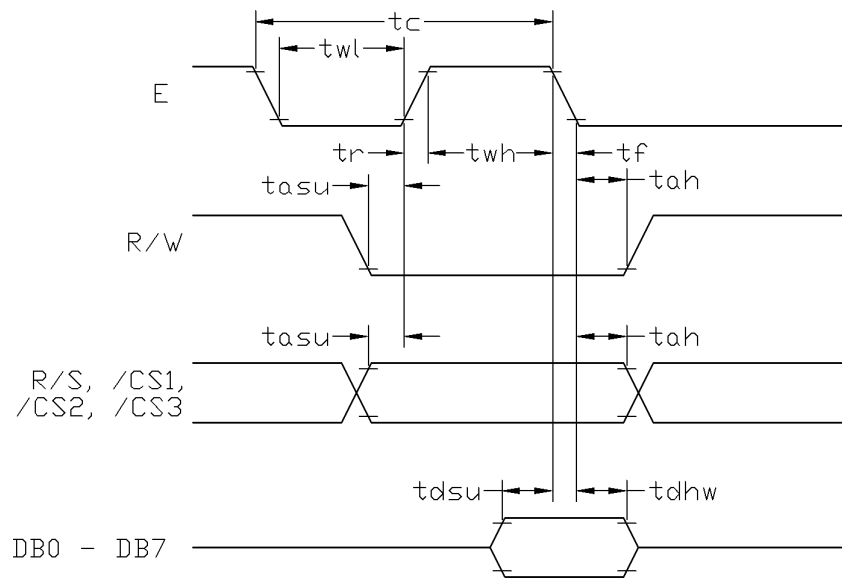 tc
twl
E
tr
twh
tf
tasu
tah
R/W
tasu
tah
R/S, /CS1,
/CS2, /CS3
tdsu
tdhw
DB0 - DB7